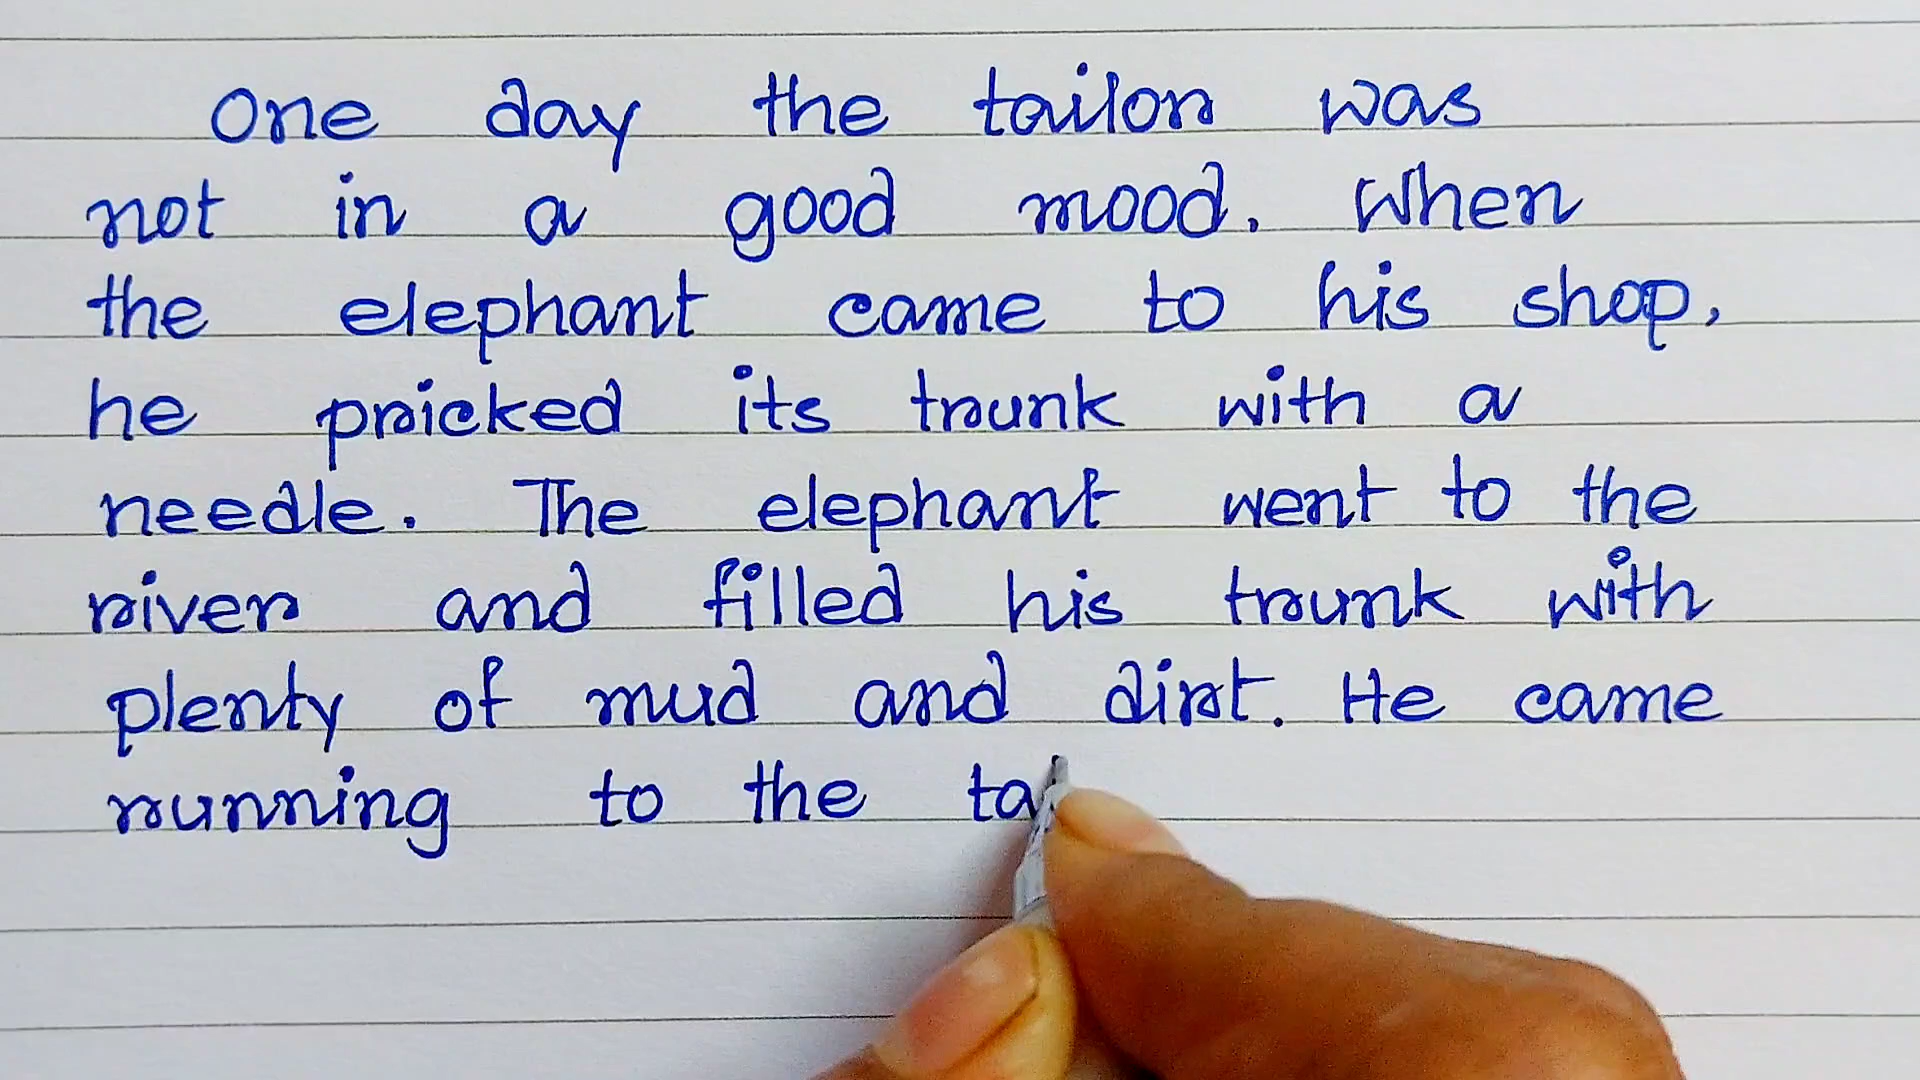 One day the tailor was
not in a good mood. When
the elephant came to his shop,
he pricked its trunk with a
needle. The elephant went to the
river and filled his trunk with
plenty of mud and dirt. He came
running to the ta